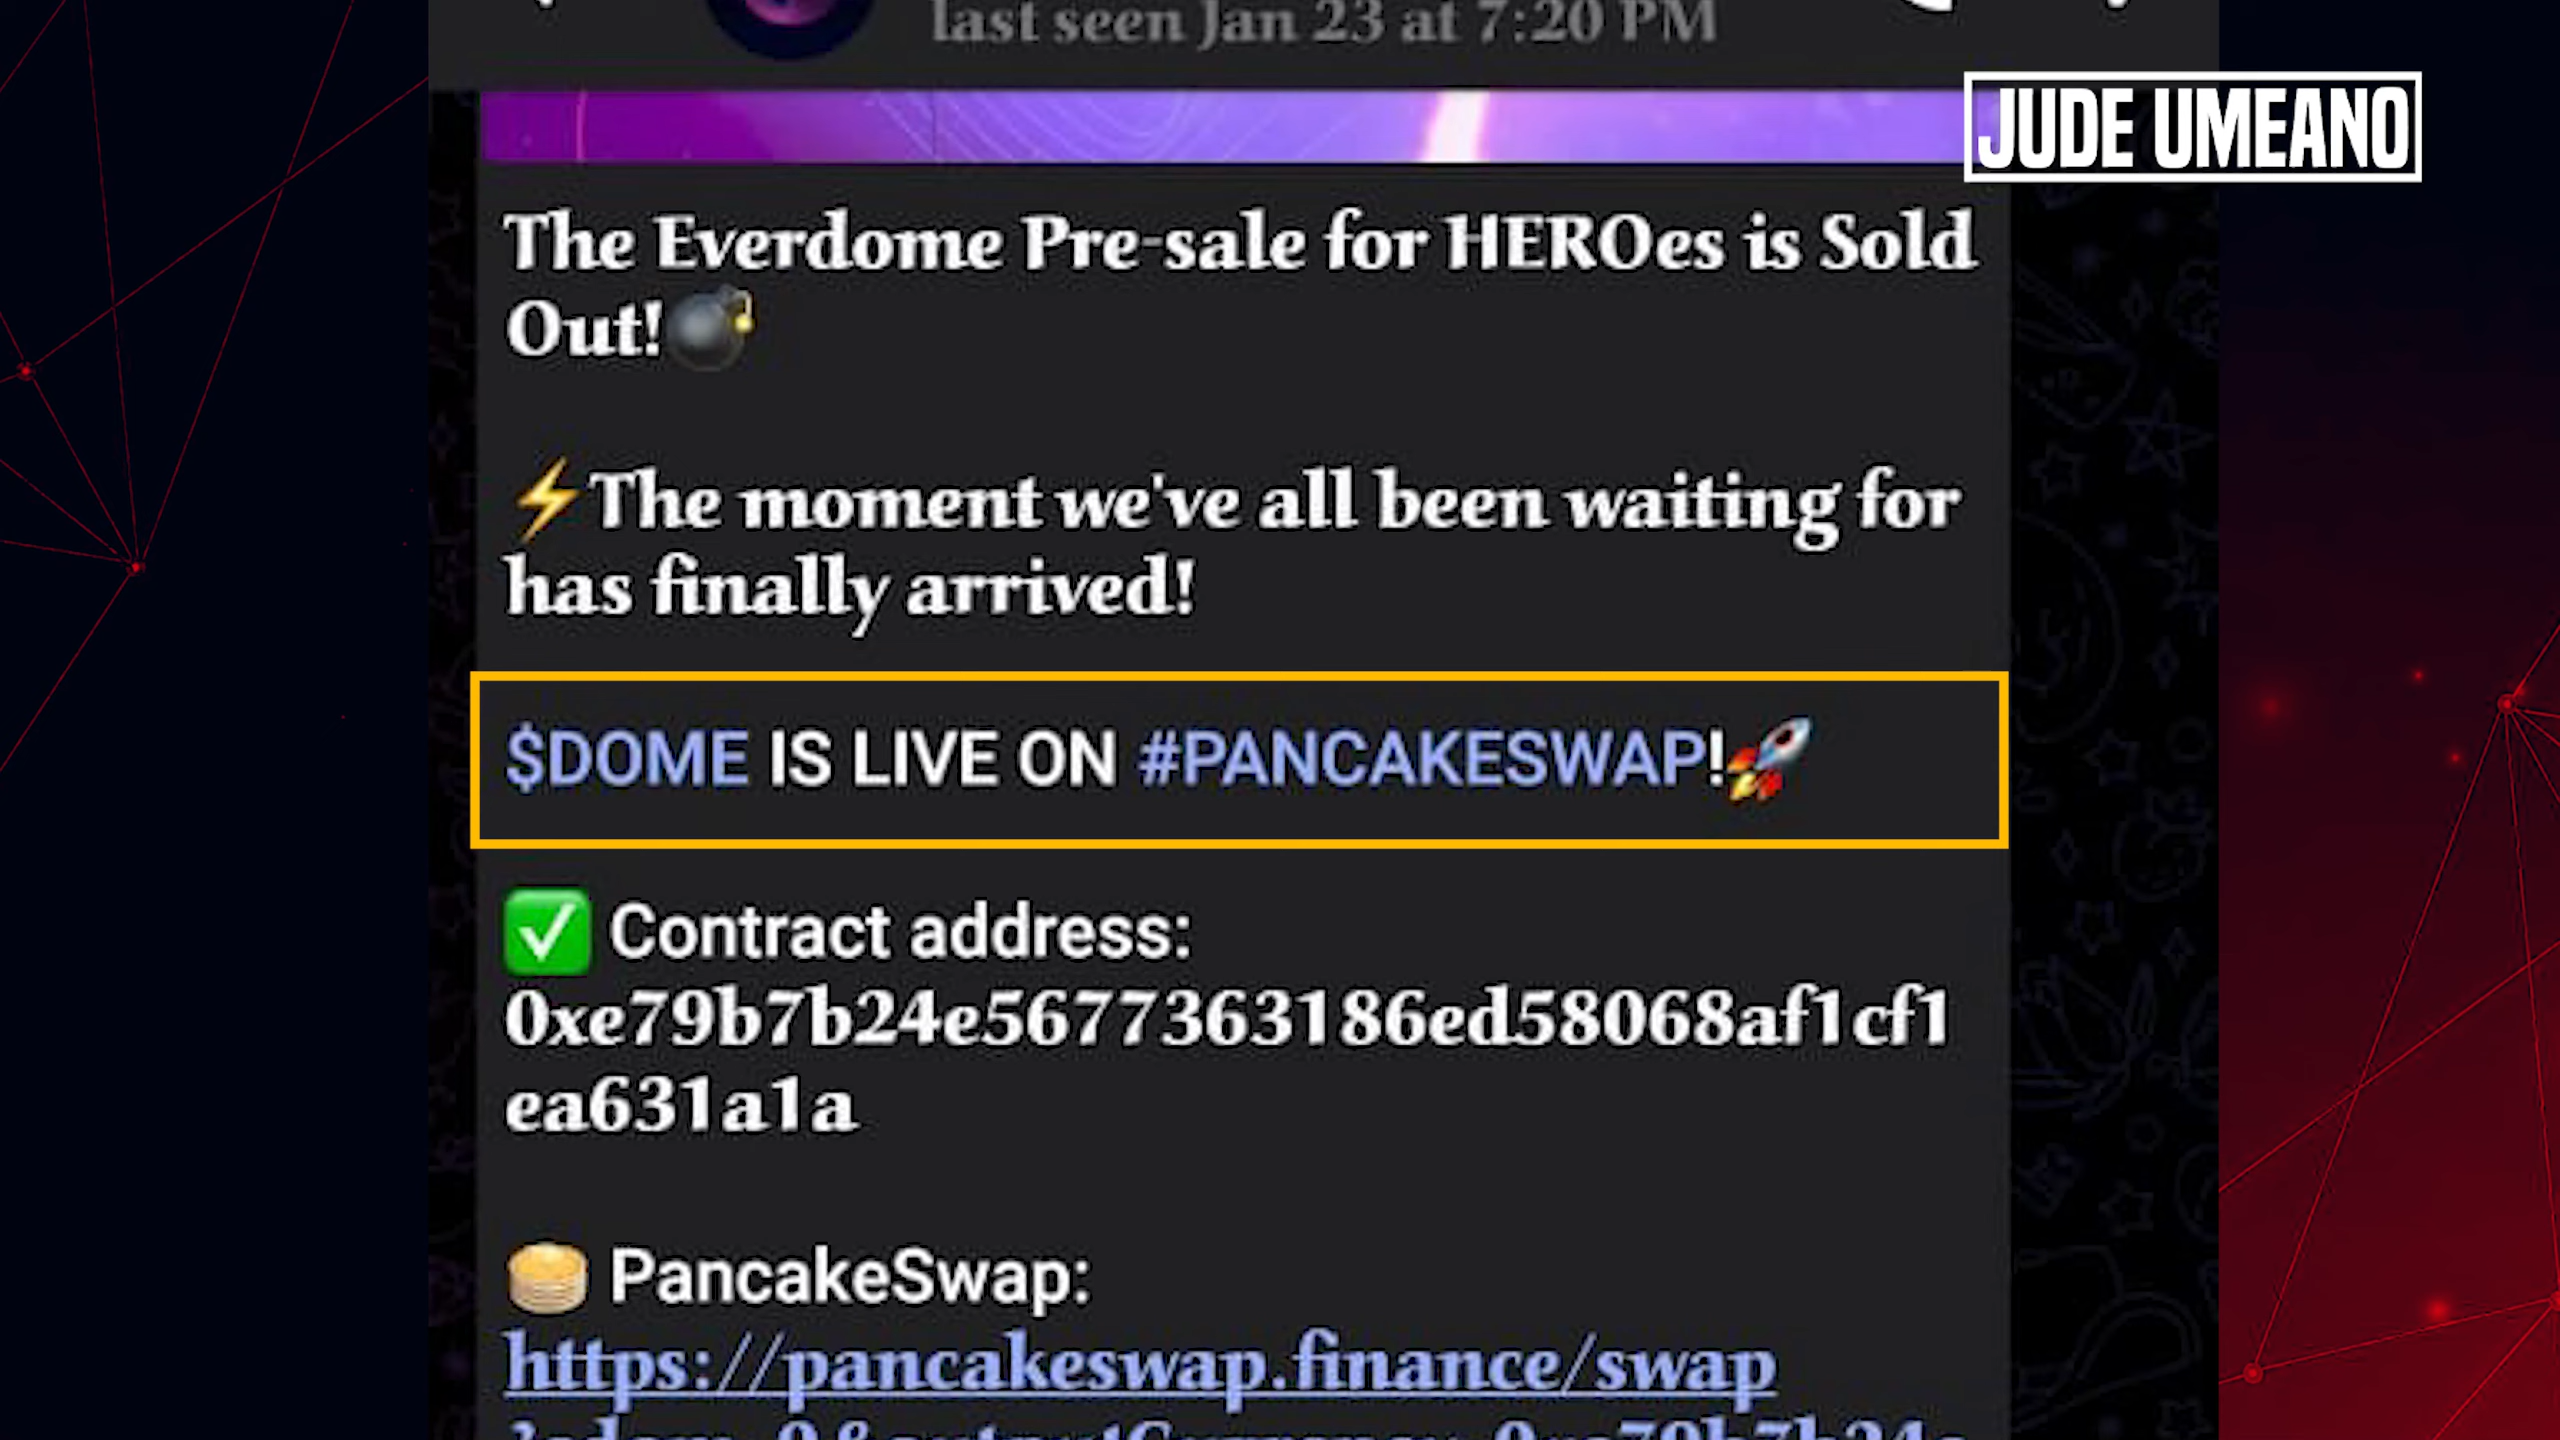 last seen Jan 23 at 7:20 PM
JUDE UMEANO
The Everdome Pre-sale for HEROes is Sold
Out!💣
⚡The moment we've all been waiting for
has finally arrived!
$DOME IS LIVE ON #PANCAKESWAP!🚀
✅ Contract address:
0xe79b7b24e5677363186ed58068af1cf1
ea631a1a
🥞 PancakeSwap:
https://pancakeswap.finance/swap